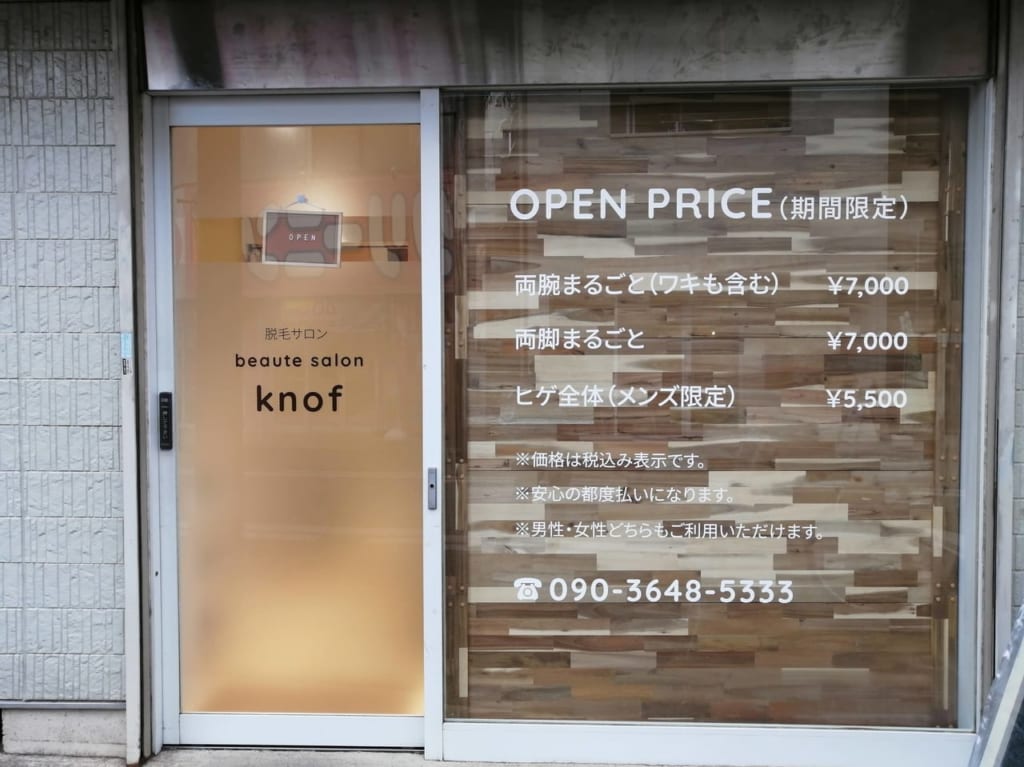 OPEN
脱毛サロン
beaute salon
knof
OPEN PRICE(期間限定)
両腕まるごと(ワキも含む) ¥7,000
両脚まるごと ¥7,000
ヒゲ全体(メンズ限定) ¥5,500
※価格は税込み表示です。
※安心の都度払いになります。
※男性・女性どちらもご利用いただけます。
☎090-3648-5333